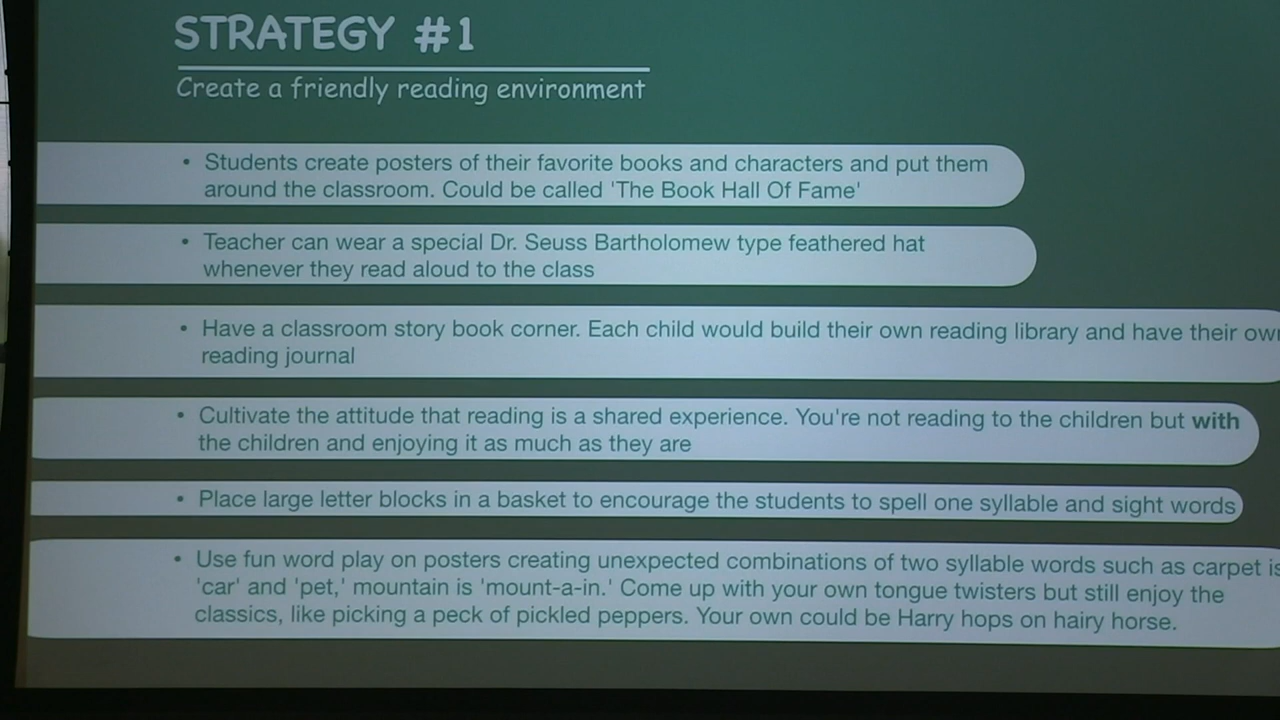 STRATEGY #1
Create a friendly reading environment
• Students create posters of their favorite books and characters and put them
around the classroom. Could be called 'The Book Hall Of Fame'
• Teacher can wear a special Dr. Seuss Bartholomew type feathered hat
whenever they read aloud to the class
• Have a classroom story book corner. Each child would build their own reading library and have their own
reading journal
• Cultivate the attitude that reading is a shared experience. You're not reading to the children but with
the children and enjoying it as much as they are
• Place large letter blocks in a basket to encourage the students to spell one syllable and sight words
• Use fun word play on posters creating unexpected combinations of two syllable words such as carpet is
'car' and 'pet,' mountain is 'mount-a-in.' Come up with your own tongue twisters but still enjoy the
classics, like picking a peck of pickled peppers. Your own could be Harry hops on hairy horse.